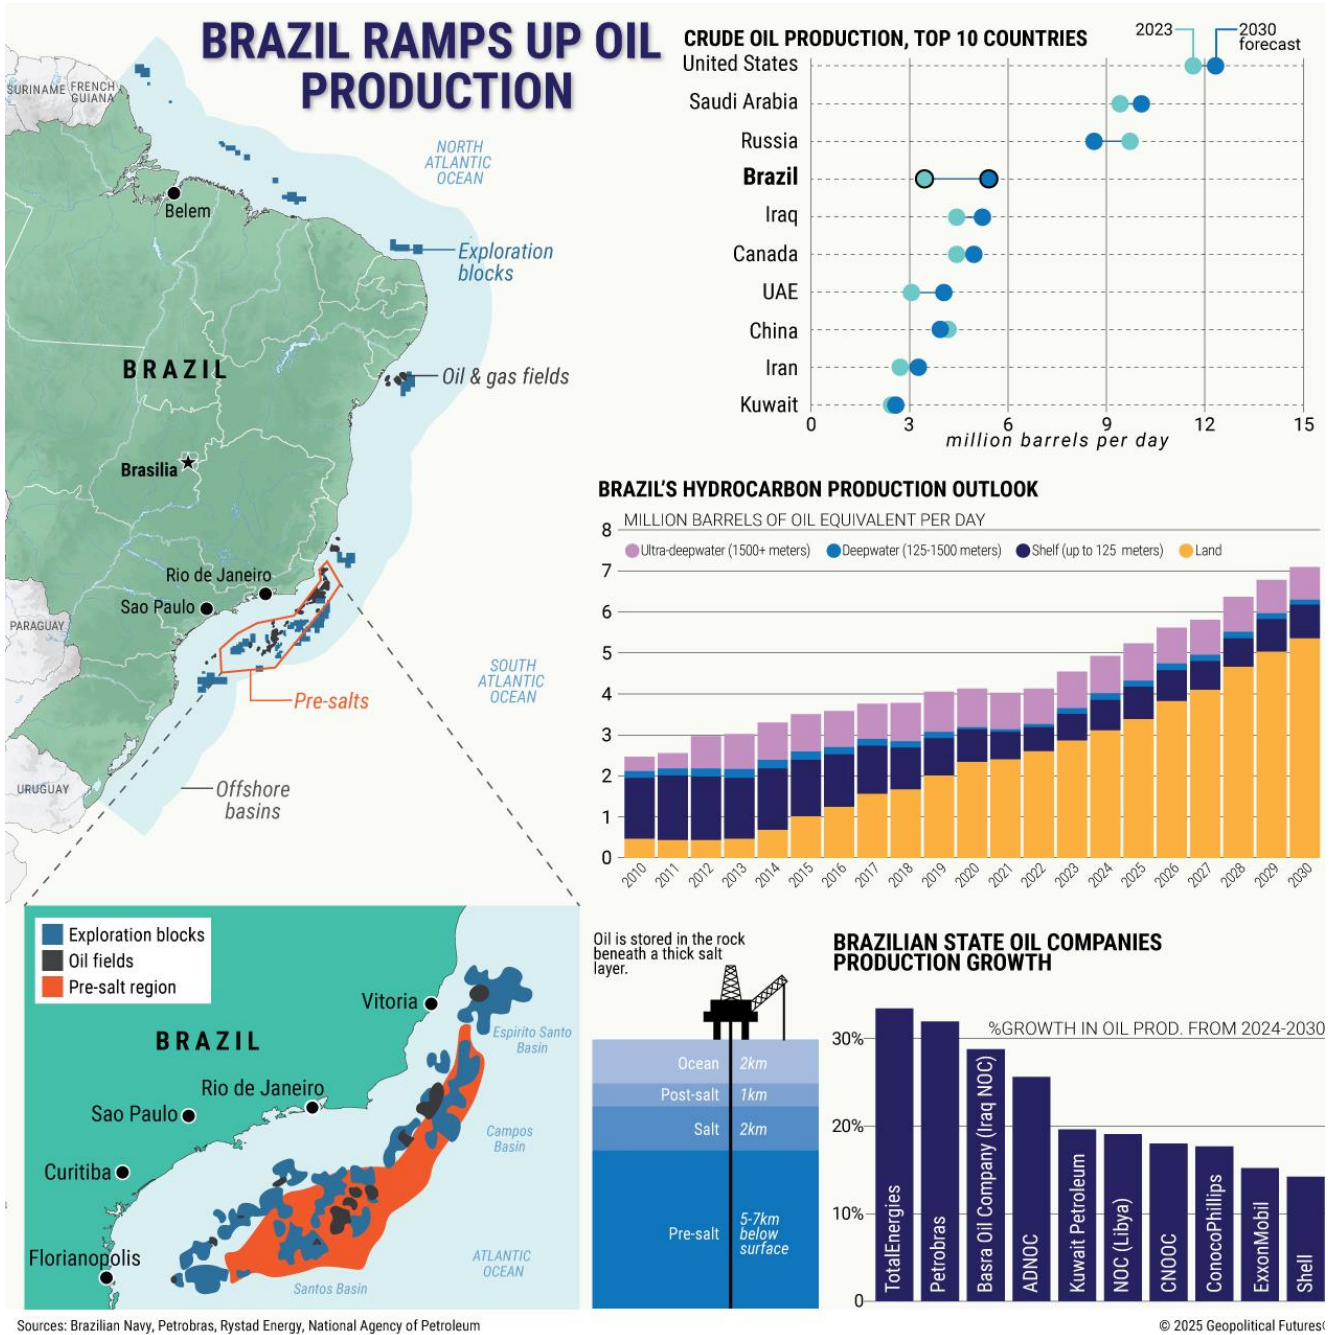 BRAZIL RAMPS UP OIL
PRODUCTION
SURINAME
FRENCH
GUIANA
NORTH
ATLANTIC
OCEAN
Belem
Exploration
blocks
BRAZIL
Oil & gas fields
Brasilia
Rio de Janeiro
Sao Paulo
PARAGUAY
SOUTH
ATLANTIC
OCEAN
Pre-salts
URUGUAY
Offshore
basins
CRUDE OIL PRODUCTION, TOP 10 COUNTRIES
2023
2030
forecast
United States
Saudi Arabia
Russia
Brazil
Iraq
Canada
UAE
China
Iran
Kuwait
0 3 6 9 12 15
million barrels per day
BRAZIL'S HYDROCARBON PRODUCTION OUTLOOK
MILLION BARRELS OF OIL EQUIVALENT PER DAY
Ultra-deepwater (1500+ meters) Deepwater (125-1500 meters) Shelf (up to 125 meters) Land
8
7
6
5
4
3
2
1
0
2010 2011 2012 2013 2014 2015 2016 2017 2018 2019 2020 2021 2022 2023 2024 2025 2026 2027 2028 2029 2030
Exploration blocks
Oil fields
Pre-salt region
Vitoria
BRAZIL
Espirito Santo
Basin
Rio de Janeiro
Sao Paulo
Campos
Basin
Curitiba
Florianopolis
ATLANTIC
OCEAN
Santos Basin
Oil is stored in the rock
beneath a thick salt
layer.
Ocean 2km
Post-salt 1km
Salt 2km
Pre-salt
5-7km
below
surface
BRAZILIAN STATE OIL COMPANIES
PRODUCTION GROWTH
%GROWTH IN OIL PROD. FROM 2024-2030
30%
20%
10%
0
TotalEnergies
Petrobras
Basra Oil Company (Iraq NOC)
ADNOC
Kuwait Petroleum
NOC (Libya)
CNOOC
ConocoPhillips
ExxonMobil
Shell
Sources: Brazilian Navy, Petrobras, Rystad Energy, National Agency of Petroleum
© 2025 Geopolitical Futures